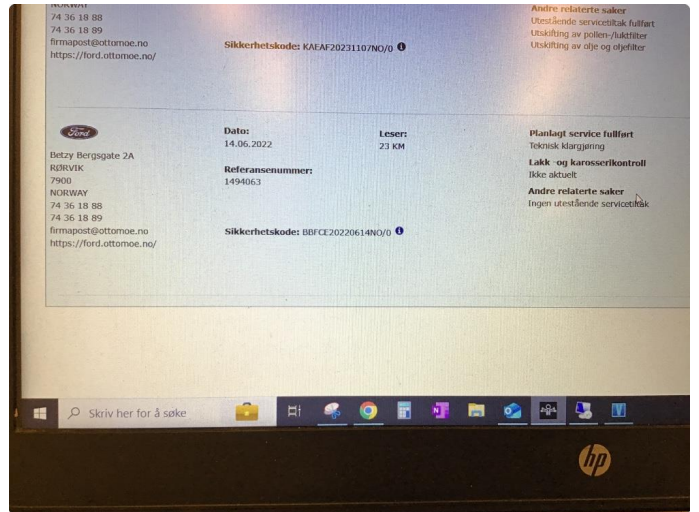 NORWAY
74 36 18 88
74 36 18 89
firmapost@ottomoe.no
https://ford.ottomoe.no/
Sikkerhetskode: KAEAF20231107NO/0
Andre relaterte saker
Utestående servicetiltak fullført
Utskifting av pollen-/luktfilter
Utskifting av olje og oljefilter
Ford
Betzy Bergsgate 2A
RØRVIK
7900
NORWAY
74 36 18 88
74 36 18 89
firmapost@ottomoe.no
https://ford.ottomoe.no/
Dato:
14.06.2022
Referansenummer:
1494063
Sikkerhetskode: BBFCE20220614NO/0
Leser:
23 KM
Planlagt service fullført
Teknisk klargjøring
Lakk -og karosserikontroll
Ikke aktuelt
Andre relaterte saker
Ingen utestående servicetiltak
Skriv her for å søke
hp